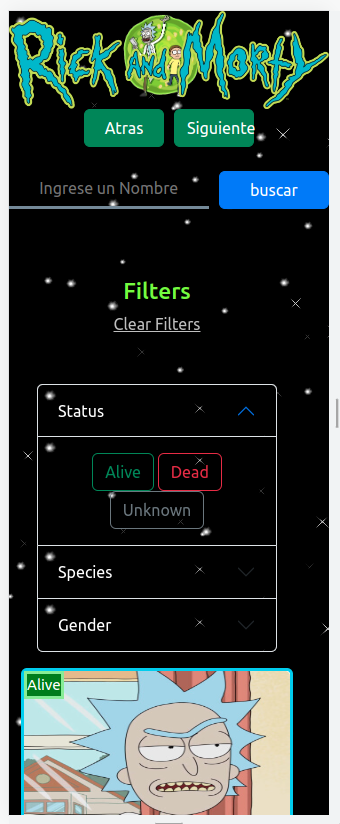 Rick AND Morty
Atras Siguiente
Ingrese un Nombre buscar
Filters
Clear Filters
Status
Alive Dead
Unknown
Species
Gender
Alive